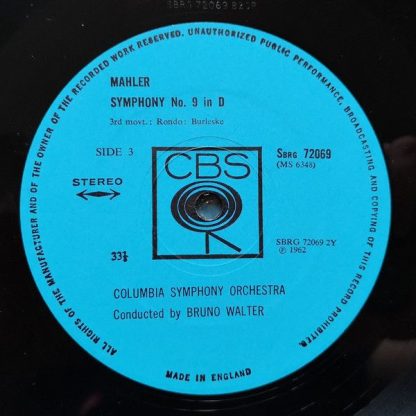 ALL RIGHTS OF THE MANUFACTURER AND OF THE OWNER OF THE RECORDED WORK RESERVED. UNAUTHORIZED PUBLIC PERFORMANCE, BROADCASTING AND COPYING OF THIS RECORD PROHIBITED.
MAHLER
SYMPHONY No. 9 in D
3rd movt.: Rondo: Burleske
SIDE 3
CBS
SBRG 72069
(MS 6348)
STEREO
33⅓
SBRG 72069 2Y
℗ 1962
COLUMBIA SYMPHONY ORCHESTRA
Conducted by BRUNO WALTER
MADE IN ENGLAND